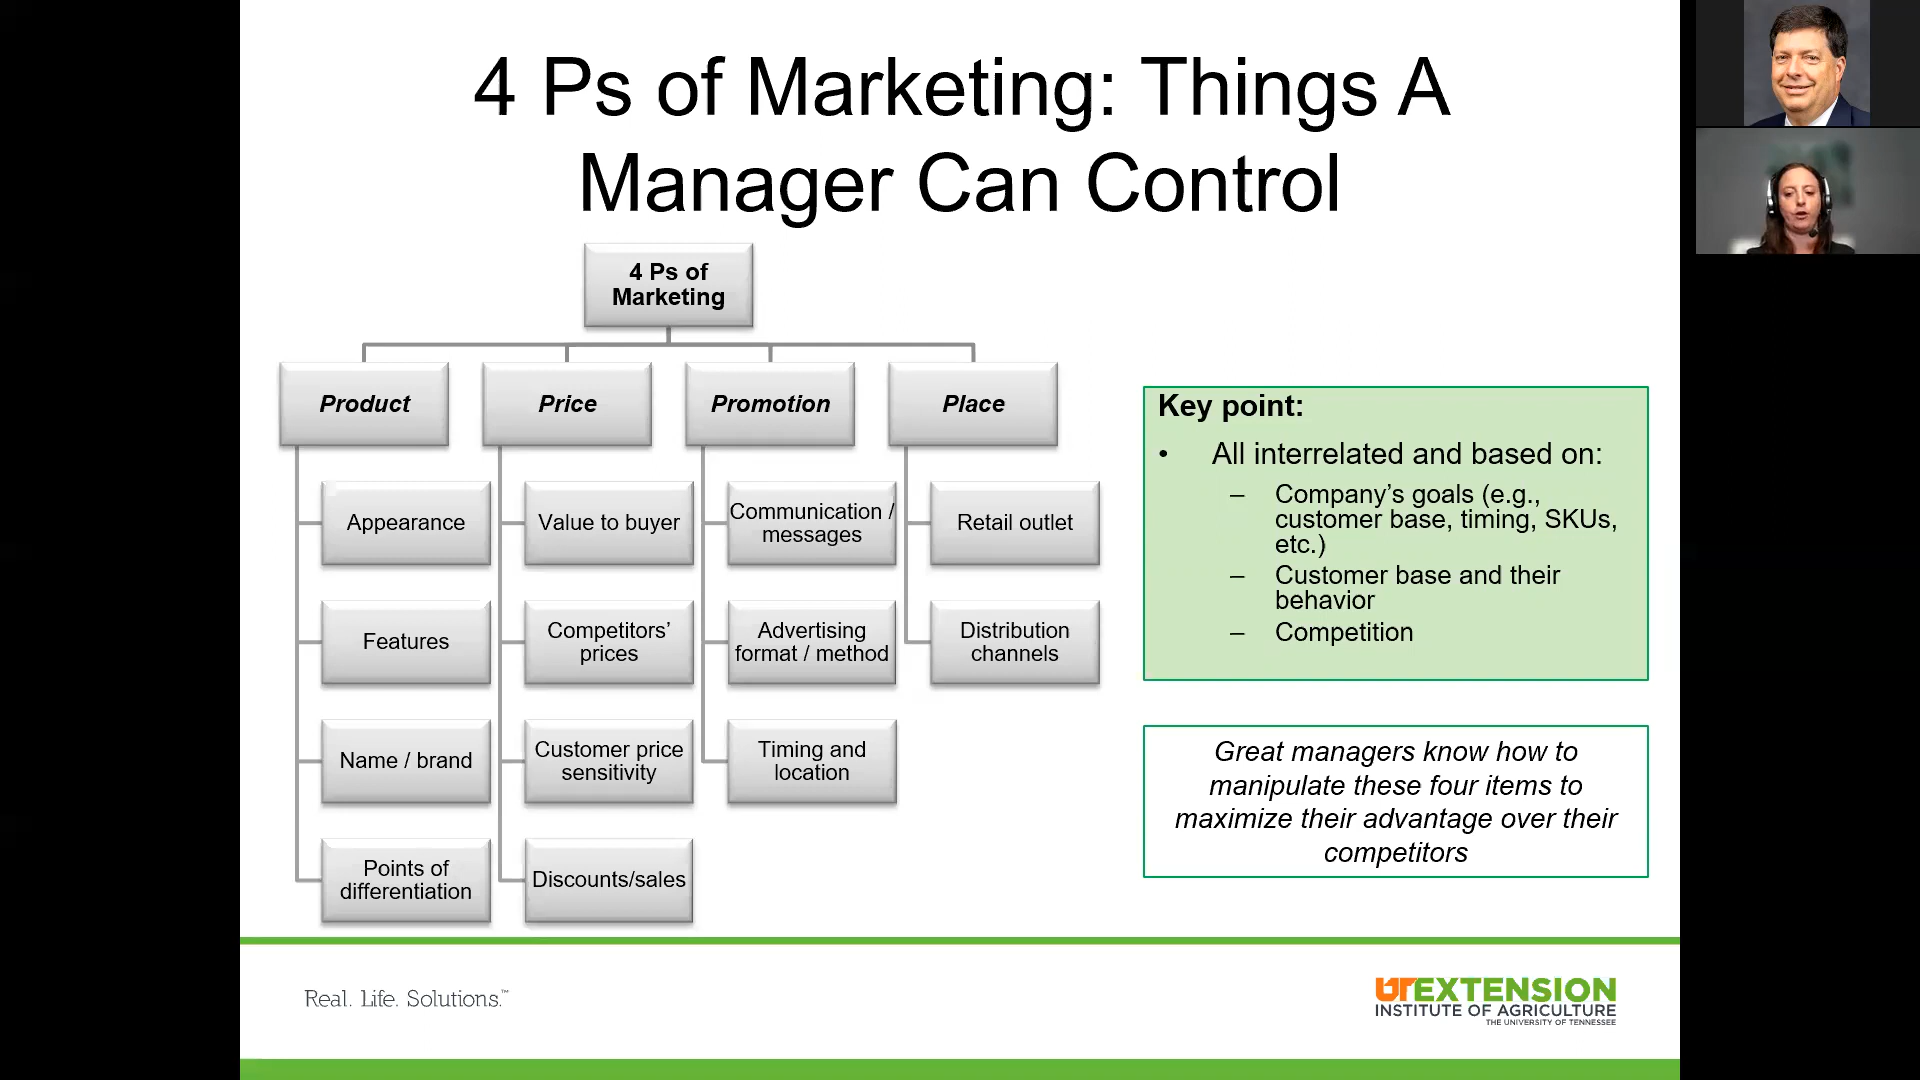 4 Ps of Marketing: Things A
Manager Can Control
4 Ps of
Marketing
Product
Price
Promotion
Place
Appearance
Features
Name / brand
Points of
differentiation
Value to buyer
Competitors’
prices
Customer price
sensitivity
Discounts/sales
Communication /
messages
Advertising
format / method
Timing and
location
Retail outlet
Distribution
channels
Key point:
• All interrelated and based on:
– Company’s goals (e.g.,
customer base, timing, SKUs,
etc.)
– Customer base and their
behavior
– Competition
Great managers know how to
manipulate these four items to
maximize their advantage over their
competitors
Real. Life. Solutions.™
UT EXTENSION
INSTITUTE OF AGRICULTURE
THE UNIVERSITY OF TENNESSEE